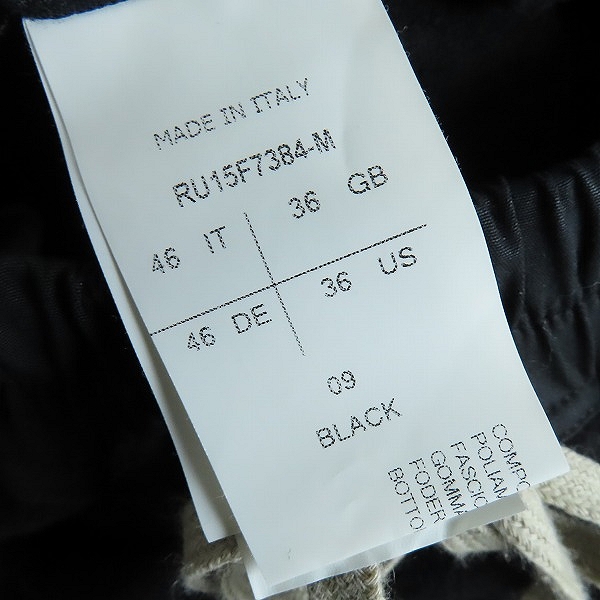 MADE IN ITALY
RU15F7384-M
46 IT 36 GB
46 DE 36 US
09
BLACK
COMPO
POLIAM
FASCIO
GOMMA
FODER
BOTTO